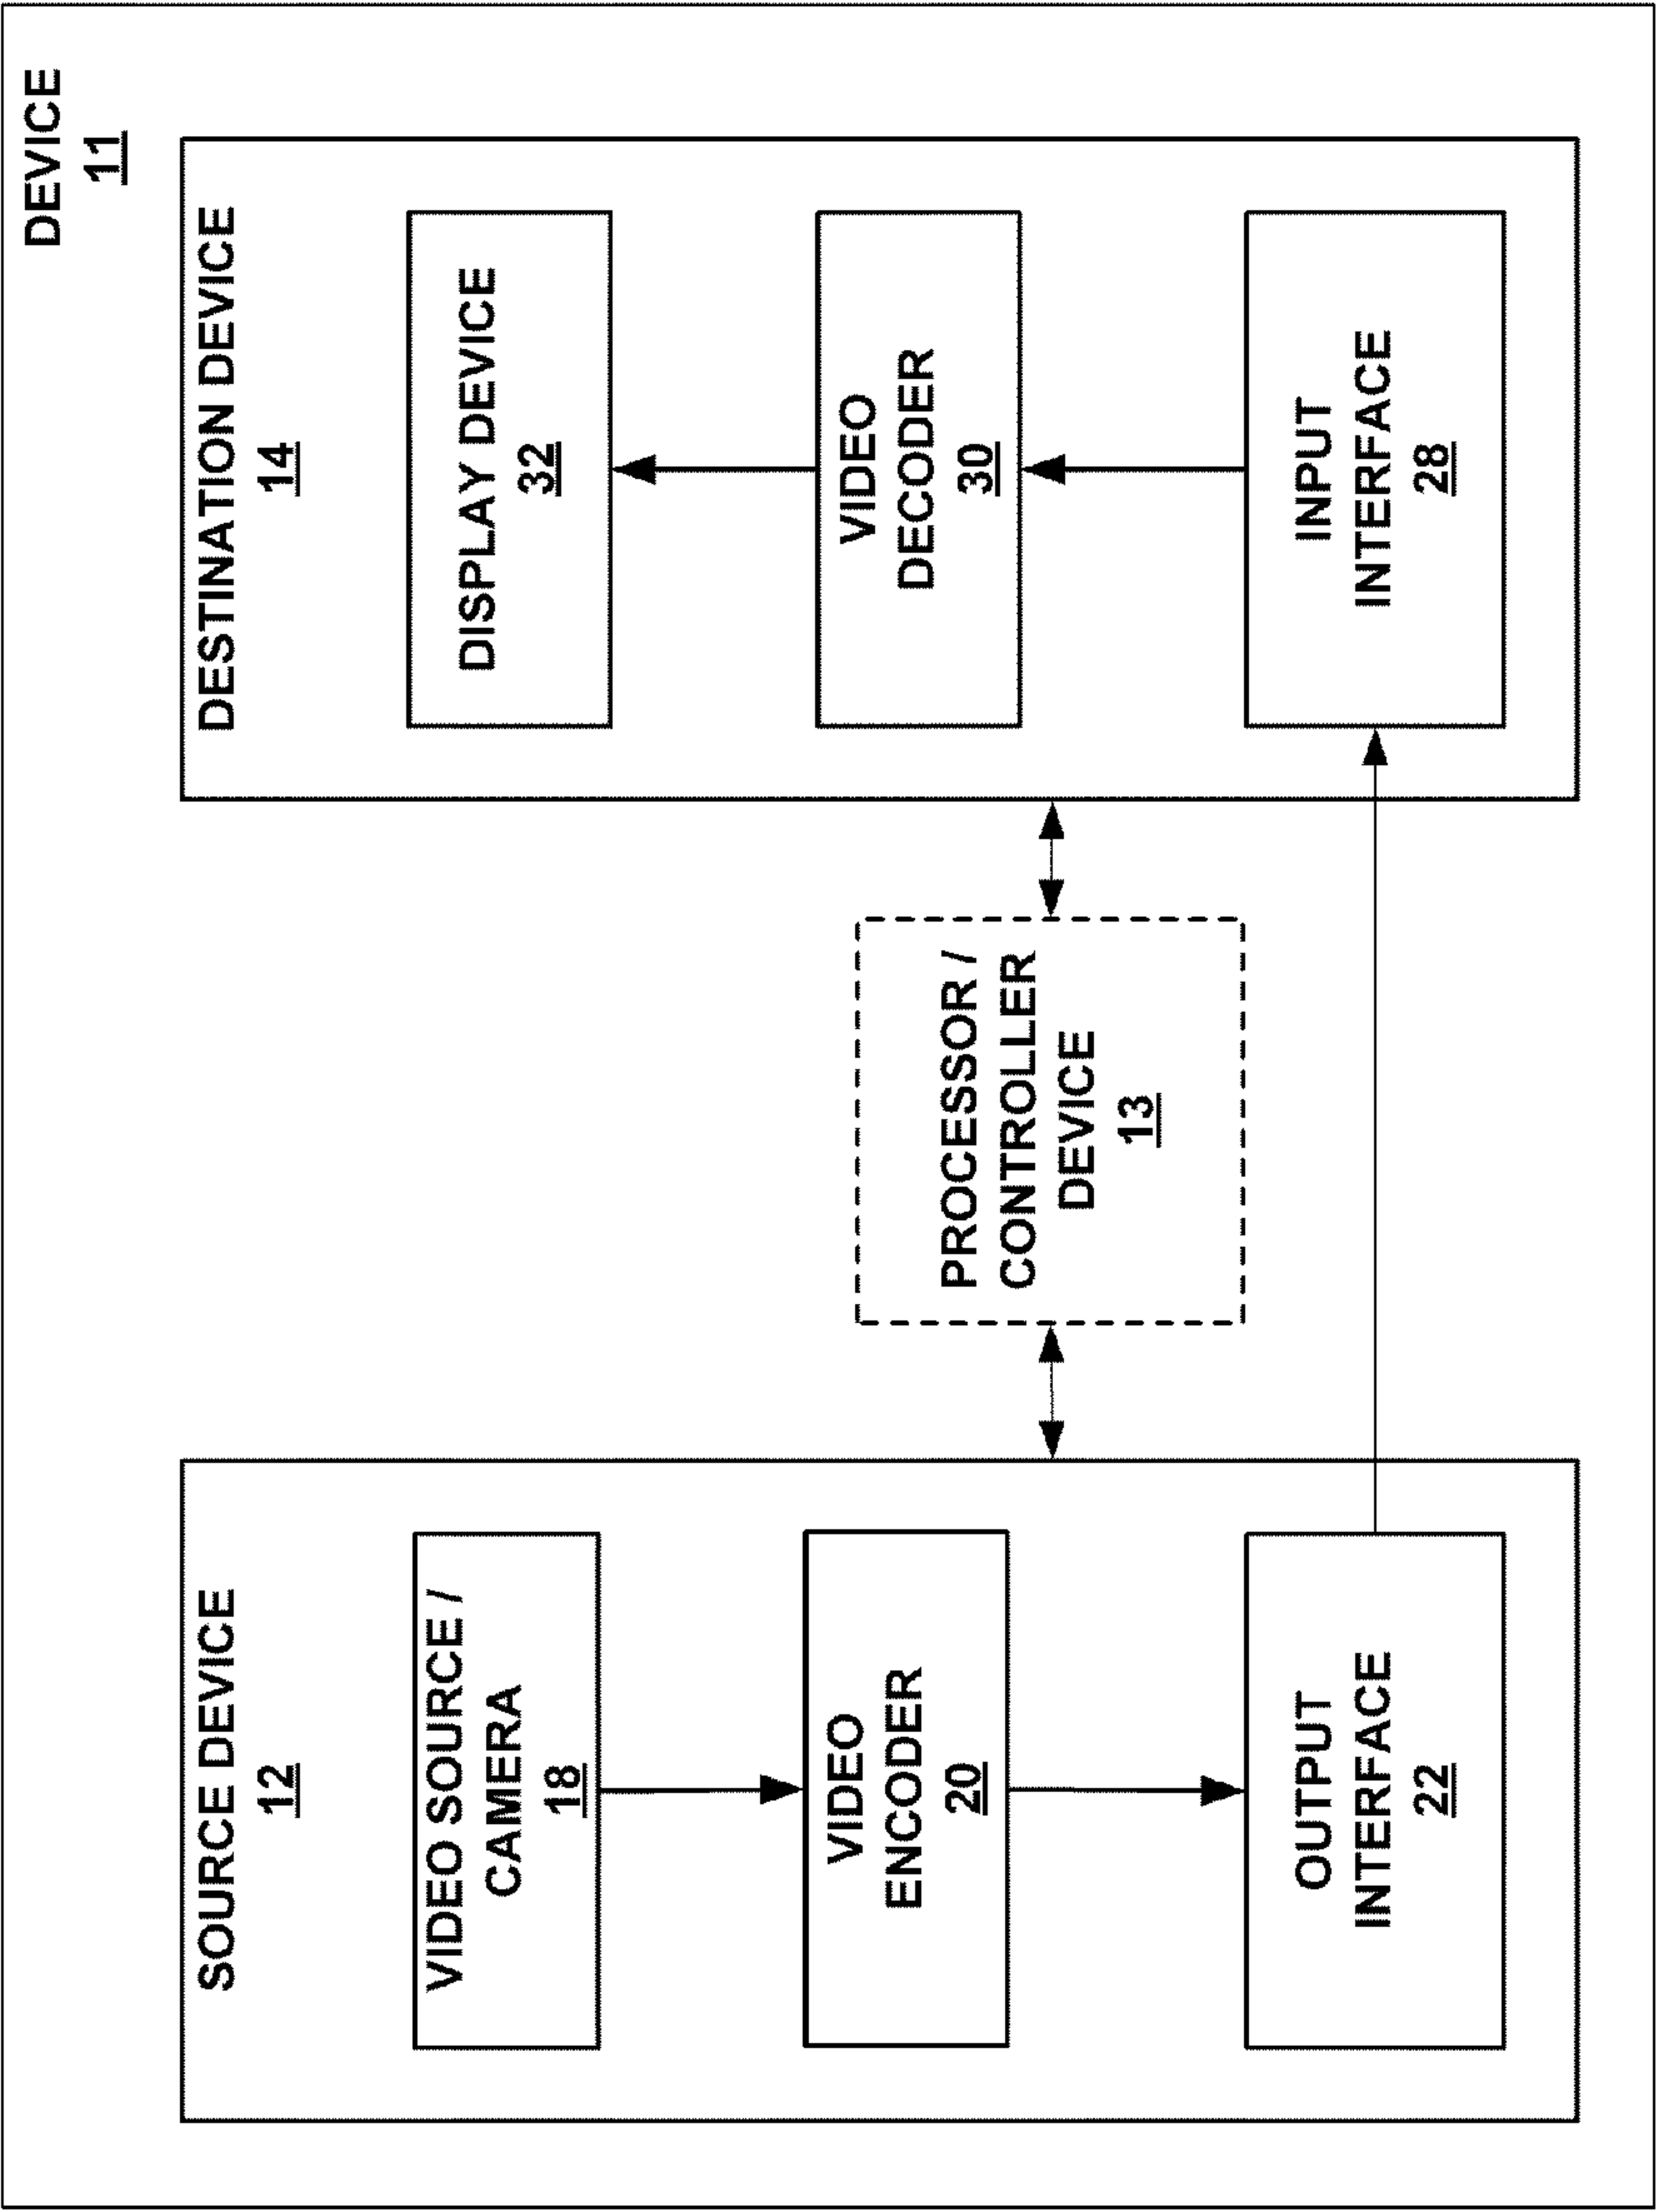 DEVICE
11
SOURCE DEVICE
12
VIDEO SOURCE /
CAMERA
18
VIDEO
ENCODER
20
OUTPUT
INTERFACE
22
PROCESSOR /
CONTROLLER
DEVICE
13
DESTINATION DEVICE
14
DISPLAY DEVICE
32
VIDEO
DECODER
30
INPUT
INTERFACE
28